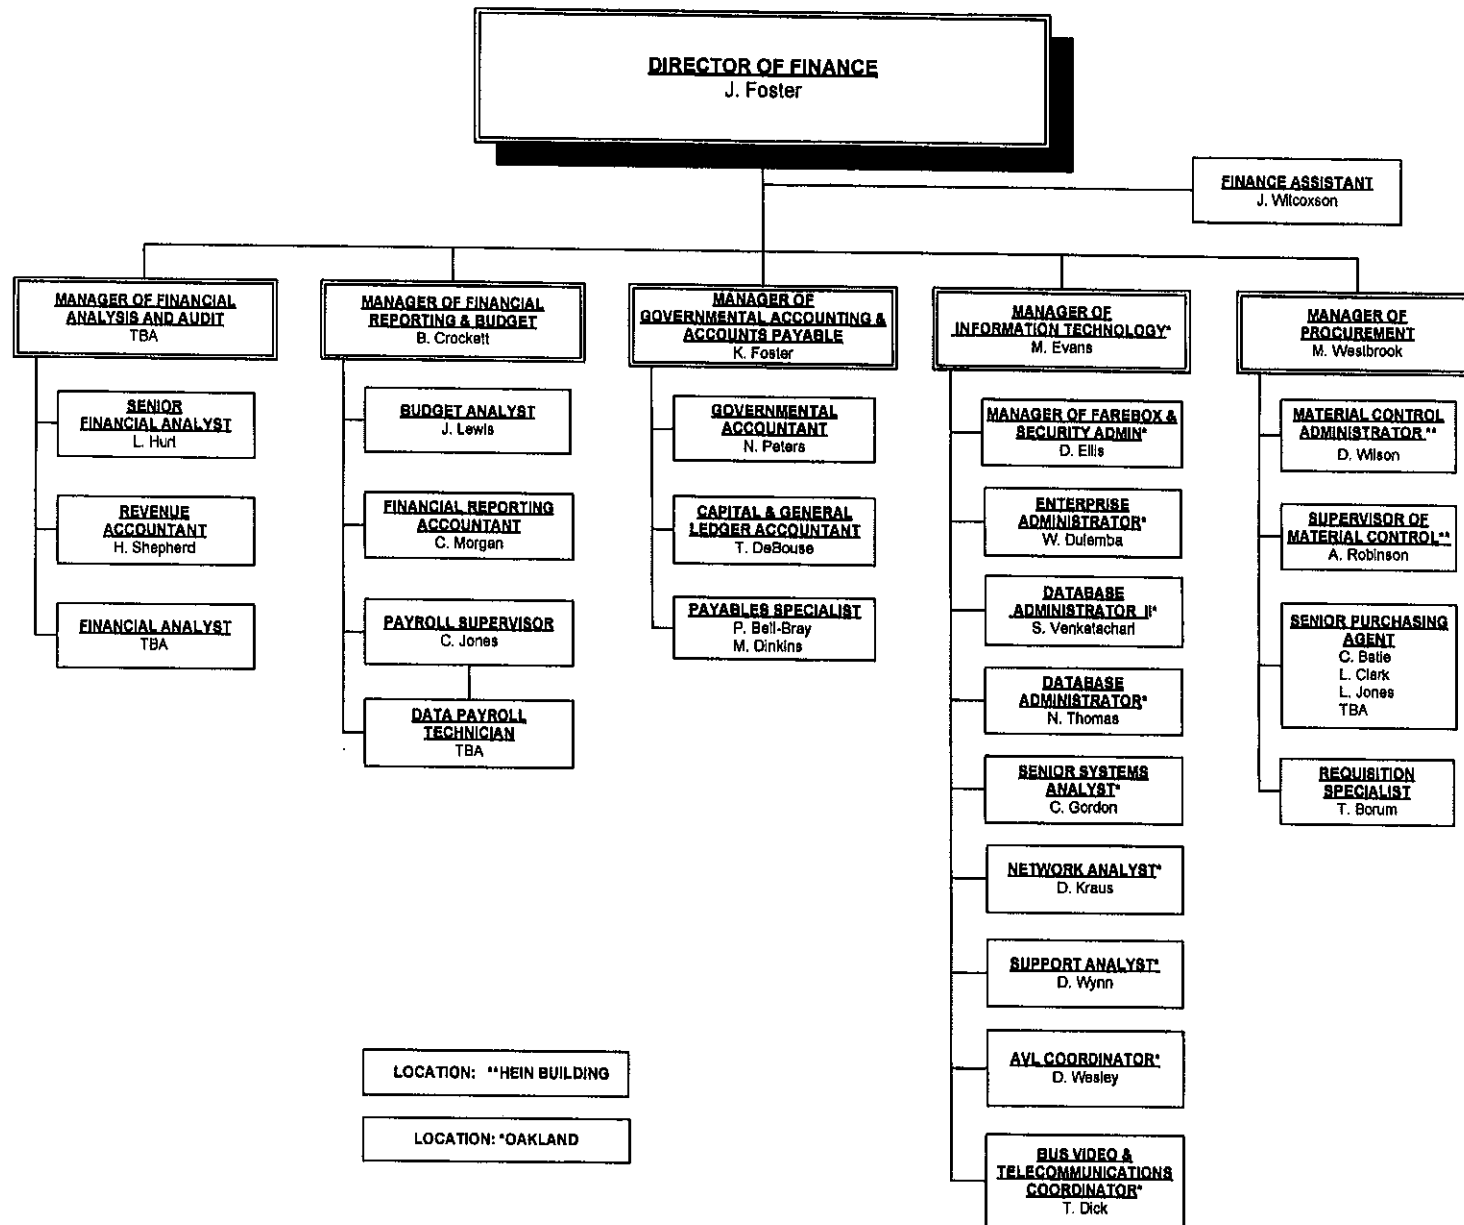 DIRECTOR OF FINANCE
J. Foster
FINANCE ASSISTANT
J. Wilcoxson
MANAGER OF FINANCIAL
ANALYSIS AND AUDIT
TBA
SENIOR
FINANCIAL ANALYST
L. Hurt
REVENUE
ACCOUNTANT
H. Shepherd
FINANCIAL ANALYST
TBA
MANAGER OF FINANCIAL
REPORTING & BUDGET
B. Crockett
BUDGET ANALYST
J. Lewis
FINANCIAL REPORTING
ACCOUNTANT
C. Morgan
PAYROLL SUPERVISOR
C. Jones
DATA PAYROLL
TECHNICIAN
TBA
MANAGER OF
GOVERNMENTAL ACCOUNTING &
ACCOUNTS PAYABLE
K. Foster
GOVERNMENTAL
ACCOUNTANT
N. Peters
CAPITAL & GENERAL
LEDGER ACCOUNTANT
T. DeBouse
PAYABLES SPECIALIST
P. Bell-Bray
M. Dinkins
MANAGER OF
INFORMATION TECHNOLOGY*
M. Evans
MANAGER OF FAREBOX &
SECURITY ADMIN*
D. Ellis
ENTERPRISE
ADMINISTRATOR*
W. Dulemba
DATABASE
ADMINISTRATOR II*
S. Venkatachari
DATABASE
ADMINISTRATOR*
N. Thomas
SENIOR SYSTEMS
ANALYST*
C. Gordon
NETWORK ANALYST*
D. Kraus
SUPPORT ANALYST*
D. Wynn
AVL COORDINATOR*
D. Wesley
BUS VIDEO &
TELECOMMUNICATIONS
COORDINATOR*
T. Dick
MANAGER OF
PROCUREMENT
M. Westbrook
MATERIAL CONTROL
ADMINISTRATOR **
D. Wilson
SUPERVISOR OF
MATERIAL CONTROL**
A. Robinson
SENIOR PURCHASING
AGENT
C. Batie
L. Clark
L. Jones
TBA
REQUISITION
SPECIALIST
T. Borum
LOCATION: **HEIN BUILDING
LOCATION: *OAKLAND